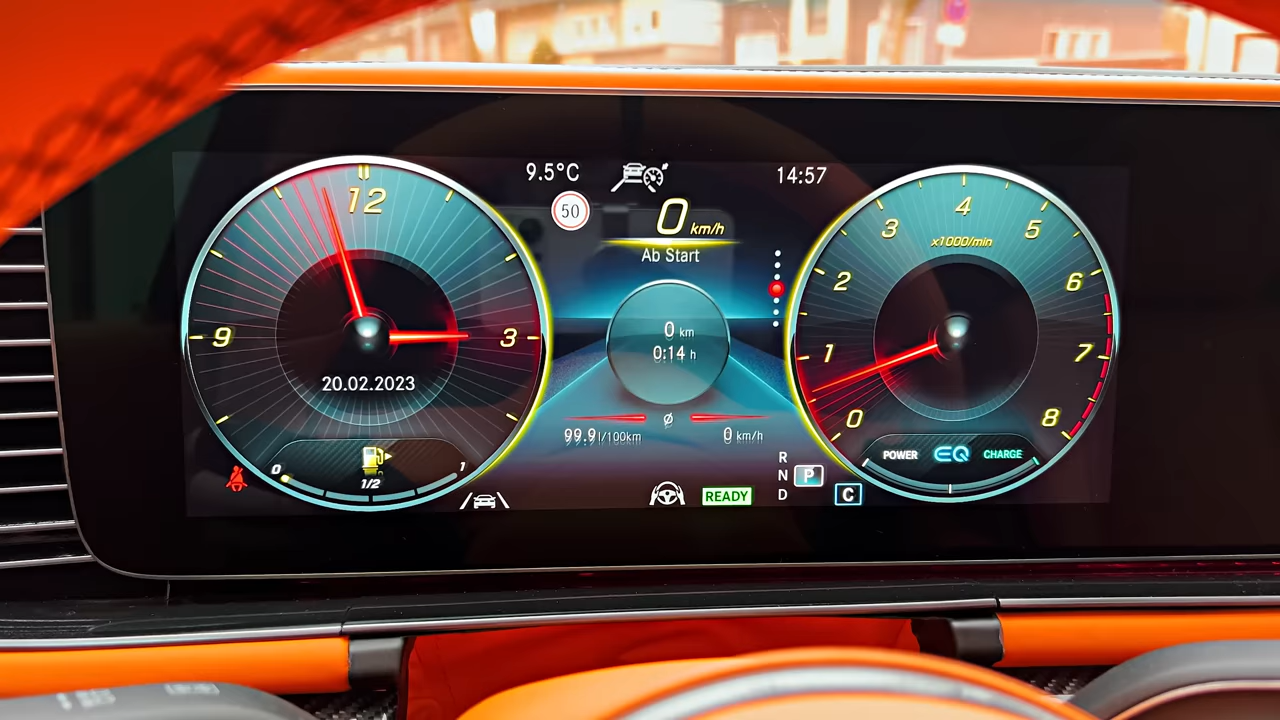 9.5°C
14:57
50
0 km/h
Ab Start
0 km
0:14 h
99.9 l/100km
0 km/h
12
9
3
20.02.2023
0
1/2
1
READY
R
N P
D
C
4
3
5
x1000/min
2
6
1
7
0
8
POWER EQ CHARGE